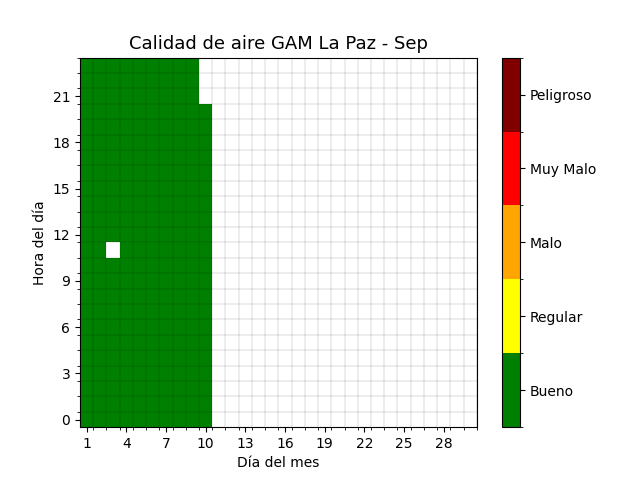 Calidad de aire GAM La Paz - Sep
21
18
15
12
9
6
3
0
Hora del día
1 4 7 10 13 16 19 22 25 28
Día del mes
Peligroso
Muy Malo
Malo
Regular
Bueno